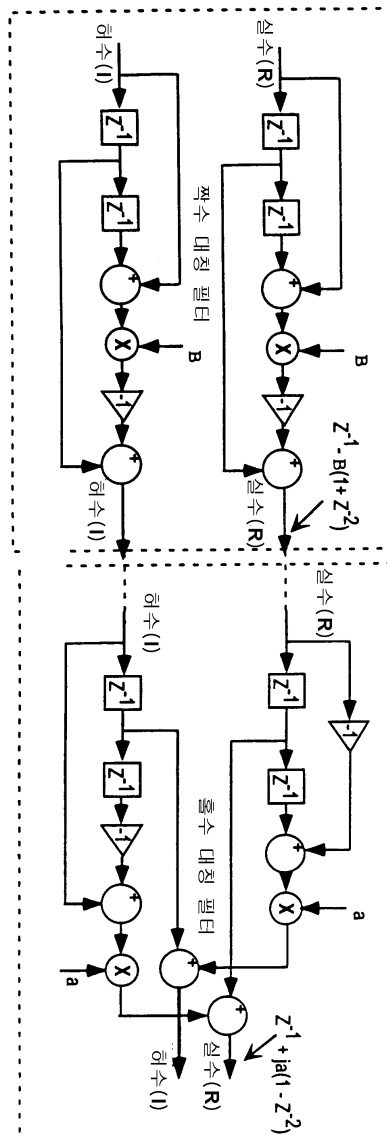 Z⁻¹ - B(1 + Z⁻²)
실수(R)
Z⁻¹
Z⁻¹
+
X
B
-1
+
실수(R)
짝수 대칭 필터
허수(I)
Z⁻¹
Z⁻¹
+
X
B
-1
+
허수(I)
Z⁻¹ + ja(1 - Z⁻²)
실수(R)
-1
Z⁻¹
Z⁻¹
+
X
a
+
실수(R)
홀수 대칭 필터
+
허수(I)
허수(I)
Z⁻¹
Z⁻¹
-1
+
X
a